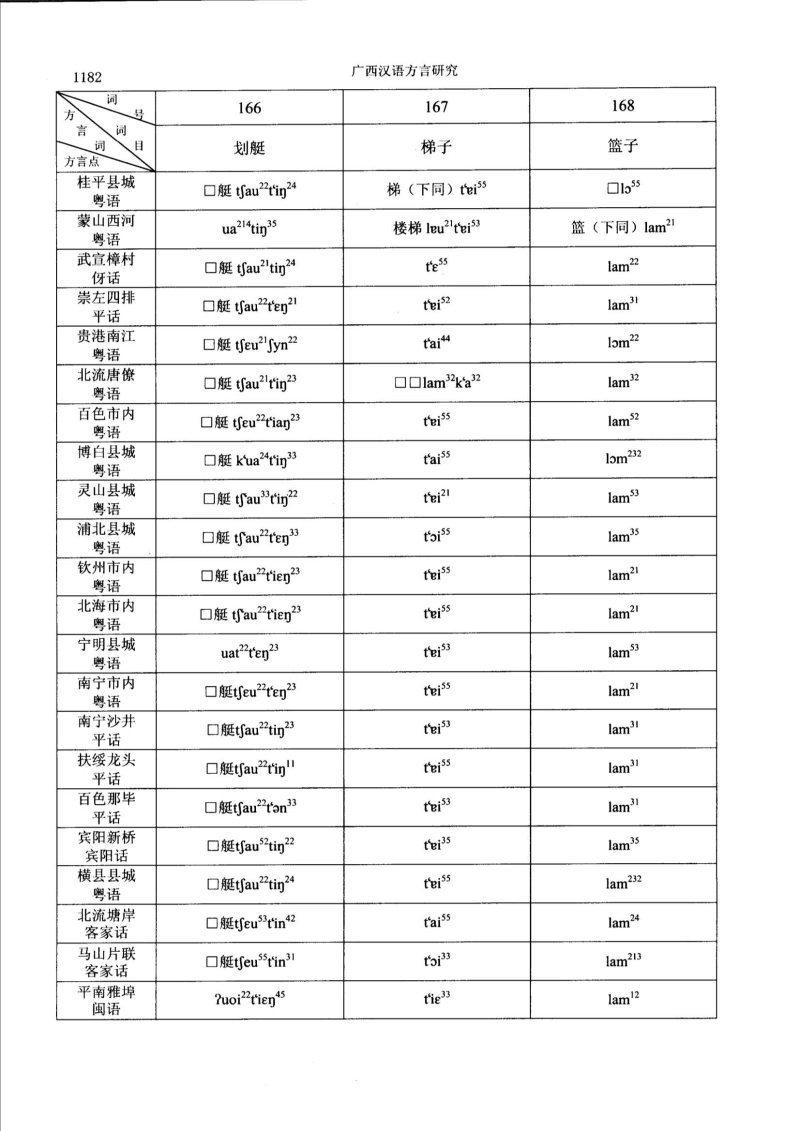 1182
广西汉语方言研究
词号 166 167 168
方言词词目 方言点 划艇 梯子 篮子
桂平县城粤语 □艇 tʃau²²t‘iŋ²⁴ 梯（下同）t‘ɐi⁵⁵ □lɔ⁵⁵
蒙山西河粤语 ua²¹⁴tiŋ³⁵ 楼梯 lɐu²¹t‘ɐi⁵³ 篮（下同）lam²¹
武宣樟村伢话 □艇 tʃau²¹tiŋ²⁴ t‘ɛ⁵⁵ lam²²
崇左四排平话 □艇 tʃau²²t‘ɛŋ²¹ t‘ɐi⁵² lam³¹
贵港南江粤语 □艇 tʃɛu²¹ʃyn²² t‘ai⁴⁴ lɔm²²
北流唐僚粤语 □艇 tʃau²¹t‘iŋ²³ □□lam³²k‘a³² lam³²
百色市内粤语 □艇 tʃɛu²²t‘iaŋ²³ t‘ɐi⁵⁵ lam⁵²
博白县城粤语 □艇 k‘ua²⁴t‘iŋ³³ t‘ai⁵⁵ lɔm²³²
灵山县城粤语 □艇 tʃ‘au³³t‘iŋ²² t‘ɐi²¹ lam⁵³
浦北县城粤语 □艇 tʃ‘au²²t‘ɛŋ³³ t‘ɔi⁵⁵ lam³⁵
钦州市内粤语 □艇 tʃau²²t‘iɛŋ²³ t‘ɐi⁵⁵ lam²¹
北海市内粤语 □艇 tʃ‘au²²t‘iɛŋ²³ t‘ɐi⁵⁵ lam²¹
宁明县城粤语 uat²²t‘ɛŋ²³ t‘ɐi⁵³ lam⁵³
南宁市内粤语 □艇tʃɛu²²t‘ɛŋ²³ t‘ɐi⁵⁵ lam²¹
南宁沙井平话 □艇tʃau²²tiŋ²³ t‘ɐi⁵³ lam³¹
扶绥龙头平话 □艇tʃau²²t‘iŋ¹¹ t‘ɐi⁵⁵ lam³¹
百色那毕平话 □艇tʃau²²t‘ɔn³³ t‘ɐi⁵³ lam³¹
宾阳新桥宾阳话 □艇tʃau⁵²tiŋ²² t‘ɐi³⁵ lam³⁵
横县县城粤语 □艇tʃau²²tiŋ²⁴ t‘ɐi⁵⁵ lam²³²
北流塘岸客家话 □艇tʃɛu⁵³t‘in⁴² t‘ai⁵⁵ lam²⁴
马山片联客家话 □艇tʃeu⁵⁵t‘in³¹ t‘ɔi³³ lam²¹³
平南雅埠闽语 ʔuoi²²t‘iɛŋ⁴⁵ t‘iɛ³³ lam¹²